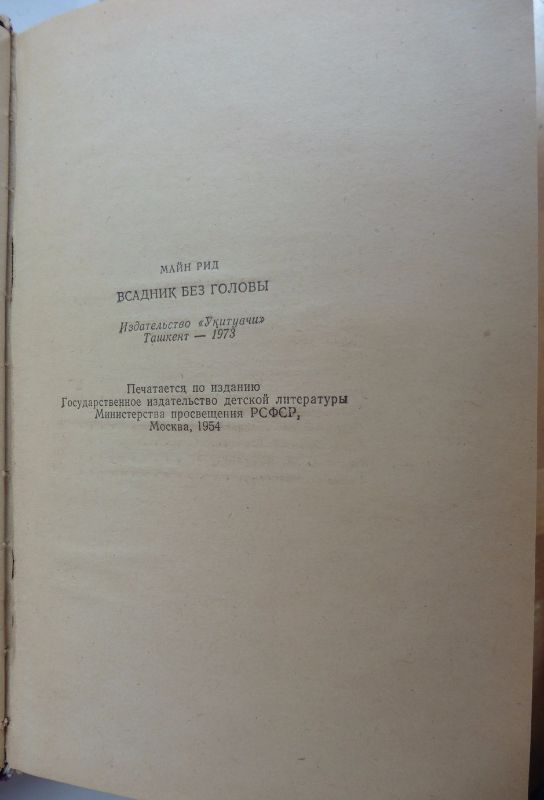 МАЙН РИД
ВСАДНИК БЕЗ ГОЛОВЫ
Издательство «Укитувчи»
Ташкент — 1973
Печатается по изданию
Государственное издательство детской литературы
Министерства просвещения РСФСР,
Москва, 1954